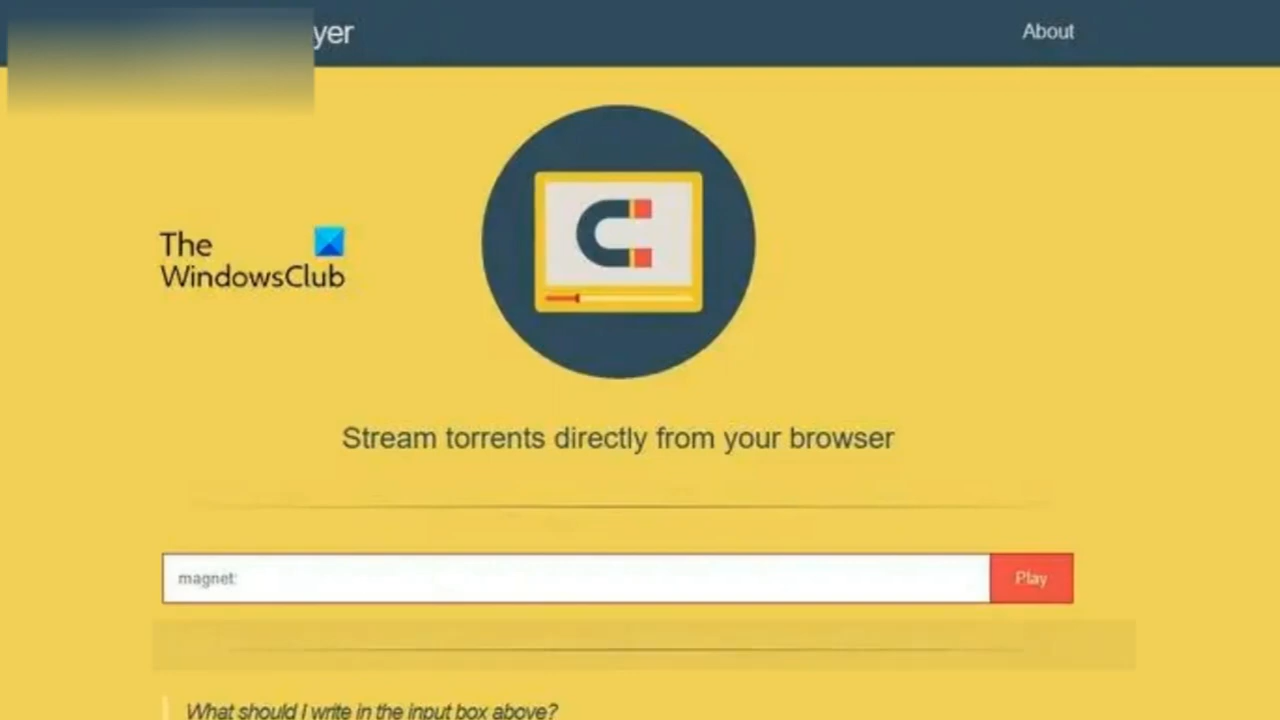 yer
About
The
WindowsClub
Stream torrents directly from your browser
magnet:
Play
What should I write in the input box above?